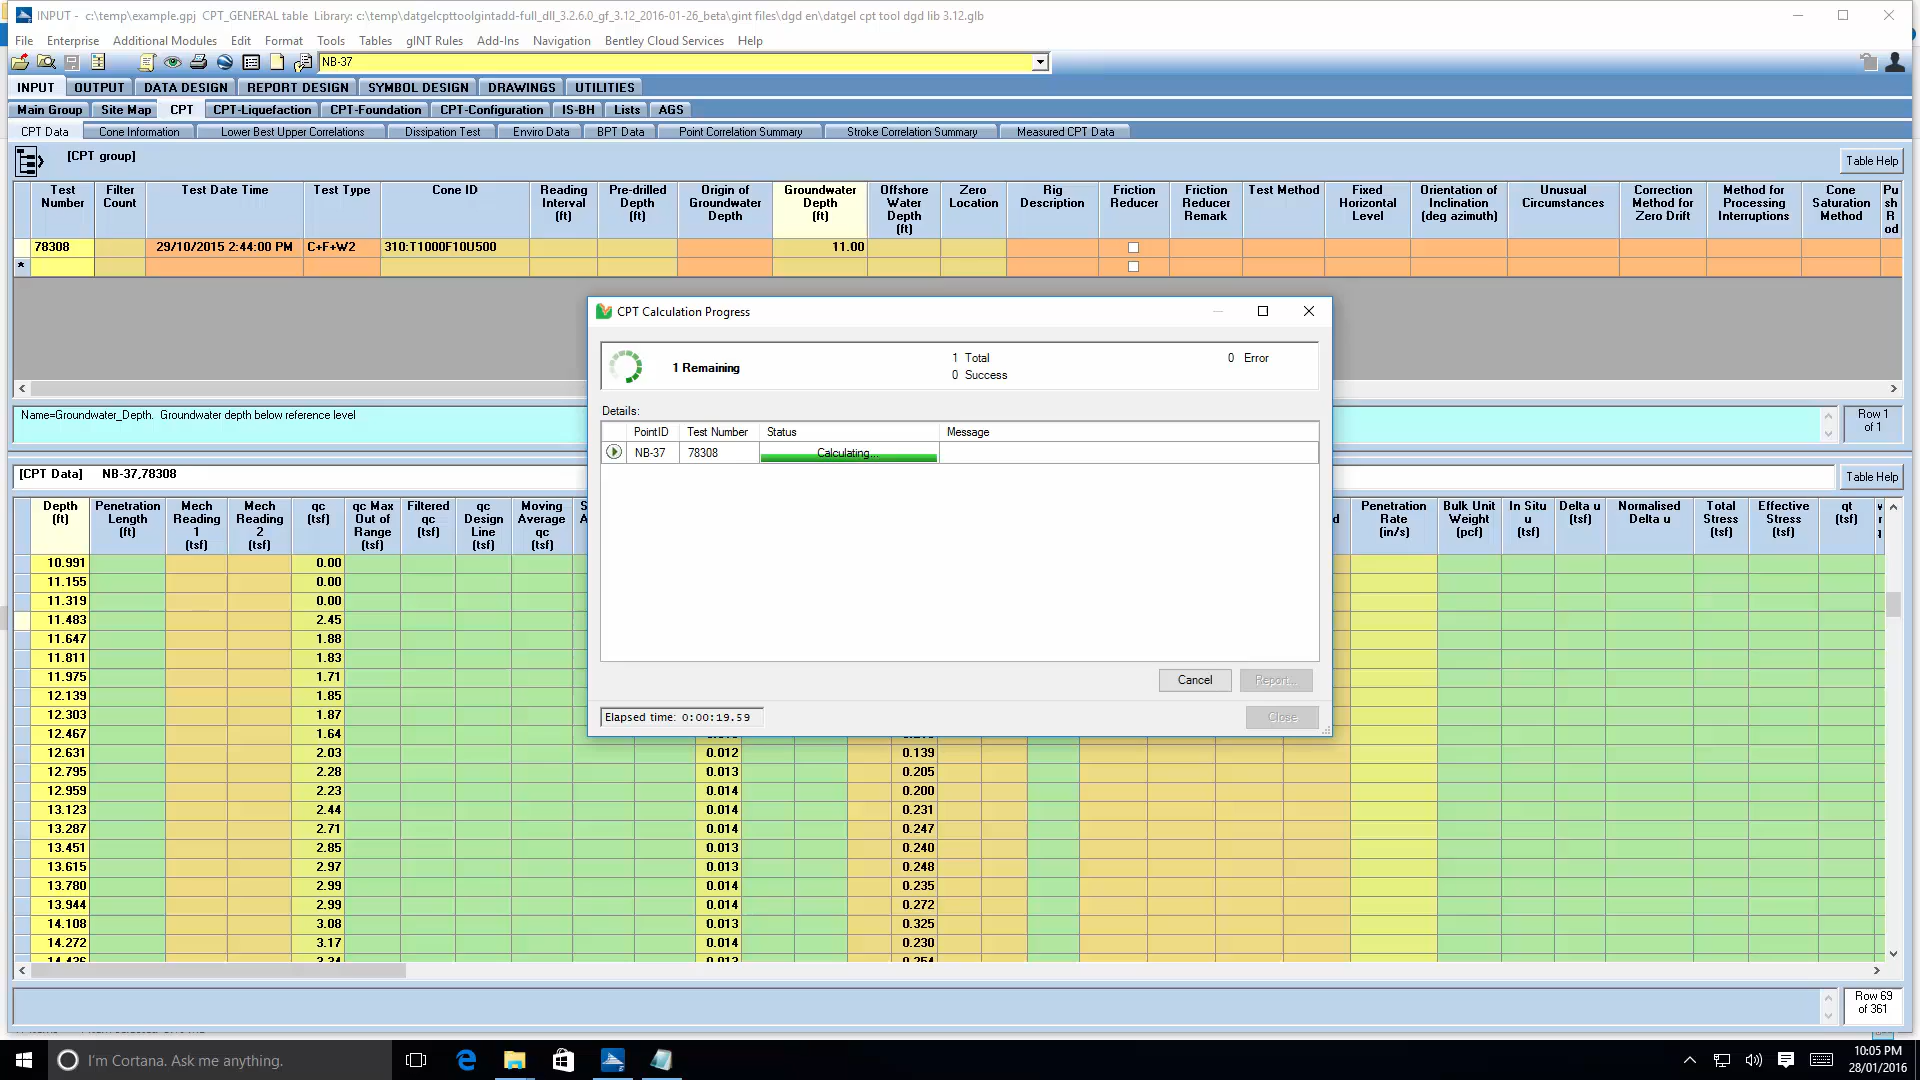 INPUT - c:\temp\example.gpj CPT_GENERAL table Library: c:\temp\datgelcpttoolgintadd-full_dll_3.2.6.0_gf_3.12_2016-01-26_beta\gint files\dgd en\datgel cpt tool dgd lib 3.12.glb
File Enterprise Additional Modules Edit Format Tools Tables gINT Rules Add-Ins Navigation Bentley Cloud Services Help
NB-37
INPUT OUTPUT DATA DESIGN REPORT DESIGN SYMBOL DESIGN DRAWINGS UTILITIES
Main Group Site Map CPT CPT-Liquefaction CPT-Foundation CPT-Configuration IS-BH Lists AGS
CPT Data Cone Information Lower Best Upper Correlations Dissipation Test Enviro Data BPT Data Point Correlation Summary Stroke Correlation Summary Measured CPT Data
[CPT group] Table Help
Test Filter Test Date Time Test Type Cone ID Reading Pre-drilled Origin of Groundwater Offshore Zero Rig Friction Friction Test Method Fixed Orientation of Unusual Correction Method for Cone Pu
Number Count Interval Depth Groundwater Depth Water Location Description Reducer Reducer Horizontal Inclination Circumstances Method for Processing Saturation sh
(ft) (ft) Depth (ft) Depth Remark Level (deg azimuth) Zero Drift Interruptions Method R
(ft) od
78308 29/10/2015 2:44:00 PM C+F+W2 310:T1000F10U500 11.00
*
CPT Calculation Progress
1 Remaining
1 Total 0 Error
0 Success
Details:
PointID Test Number Status Message
NB-37 78308 Calculating...
Cancel Report...
Elapsed time: 0:00:19.59 Close
Name=Groundwater_Depth. Groundwater depth below reference level Row 1
of 1
[CPT Data] NB-37,78308 Table Help
Depth Penetration Mech Mech qc qc Max Filtered qc Moving S Penetration Bulk Unit In Situ Delta u Normalised Total Effective qt
(ft) Length Reading Reading (tsf) Out of qc Design Average A d Rate Weight u (tsf) Delta u Stress Stress (tsf)
(ft) 1 2 Range (tsf) Line qc (in/s) (pcf) (tsf) (tsf) (tsf)
(tsf) (tsf) (tsf) (tsf) (tsf)
10.991 0.00
11.155 0.00
11.319 0.00
11.483 2.45
11.647 1.88
11.811 1.83
11.975 1.71
12.139 1.85
12.303 1.87
12.467 1.64
12.631 2.03 0.012 0.139
12.795 2.28 0.013 0.205
12.959 2.23 0.014 0.200
13.123 2.44 0.014 0.231
13.287 2.71 0.014 0.247
13.451 2.85 0.013 0.240
13.615 2.97 0.013 0.248
13.780 2.99 0.014 0.235
13.944 2.99 0.014 0.272
14.108 3.08 0.013 0.325
14.272 3.17 0.014 0.230
14.436 3.34 0.013 0.254
Row 69
of 361
I'm Cortana. Ask me anything.
10:05 PM
28/01/2016